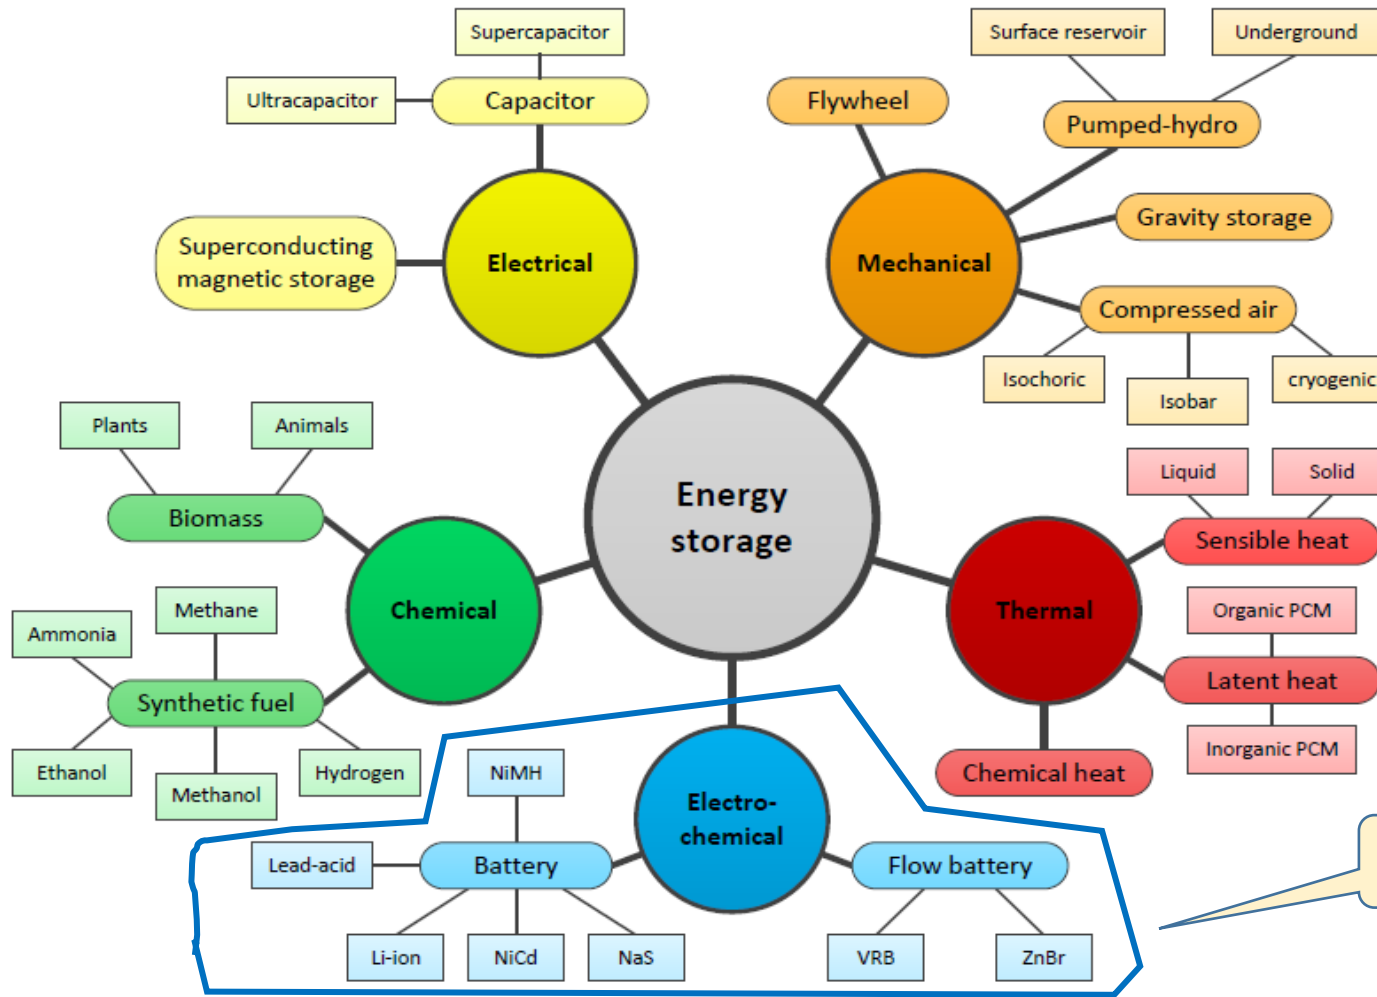 Supercapacitor
Ultracapacitor
Capacitor
Superconducting
magnetic storage
Electrical
Surface reservoir
Underground
Flywheel
Pumped-hydro
Gravity storage
Mechanical
Compressed air
Isochoric
Isobar
cryogenic
Energy
storage
Plants
Animals
Biomass
Chemical
Methane
Ammonia
Synthetic fuel
Ethanol
Methanol
Hydrogen
Liquid
Solid
Sensible heat
Thermal
Organic PCM
Latent heat
Inorganic PCM
Chemical heat
Electro-
chemical
NiMH
Lead-acid
Battery
Li-ion
NiCd
NaS
Flow battery
VRB
ZnBr